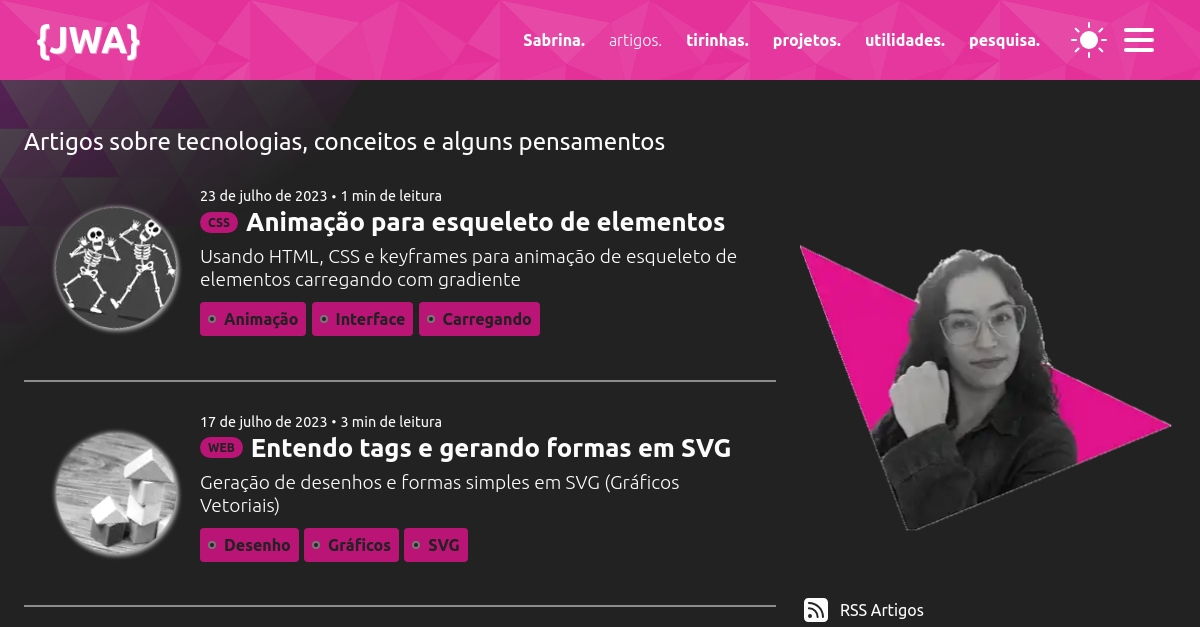 {JWA}
Sabrina. artigos. tirinhas. projetos. utilidades. pesquisa.
Artigos sobre tecnologias, conceitos e alguns pensamentos
23 de julho de 2023 • 1 min de leitura
CSS Animação para esqueleto de elementos
Usando HTML, CSS e keyframes para animação de esqueleto de
elementos carregando com gradiente
Animação Interface Carregando
17 de julho de 2023 • 3 min de leitura
WEB Entendo tags e gerando formas em SVG
Geração de desenhos e formas simples em SVG (Gráficos
Vetoriais)
Desenho Gráficos SVG
RSS Artigos